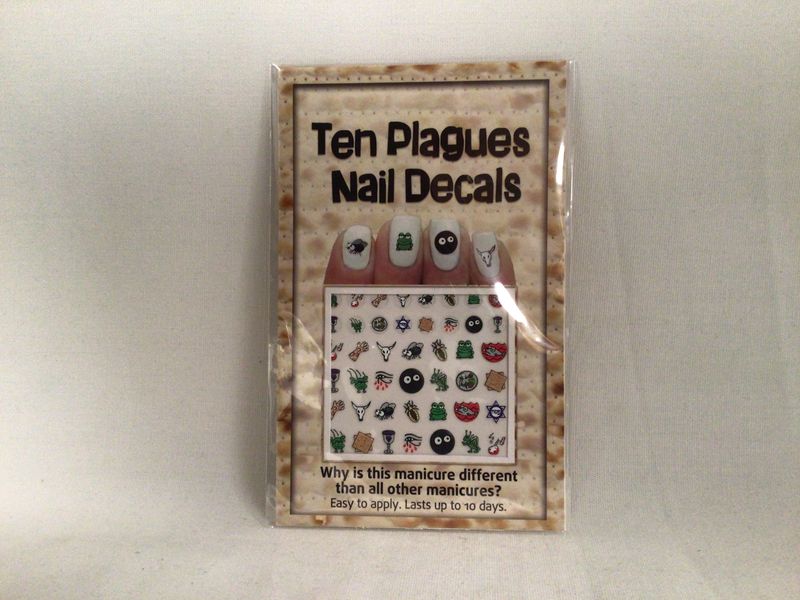 Ten Plagues
Nail Decals
Why is this manicure different
than all other manicures?
Easy to apply. Lasts up to 10 days.